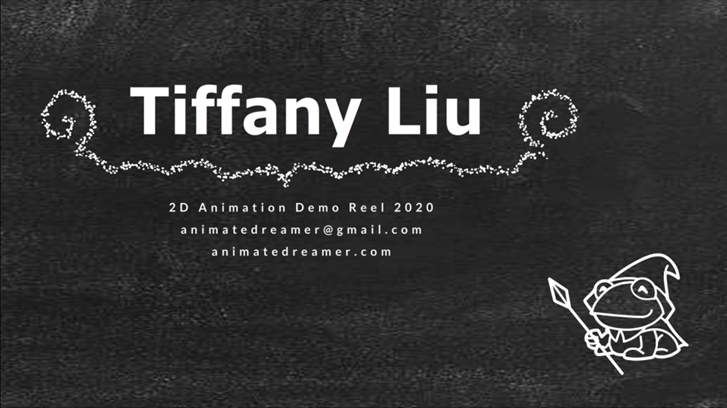 Tiffany Liu
2D Animation Demo Reel 2020
animatedreamer@gmail.com
animatedreamer.com